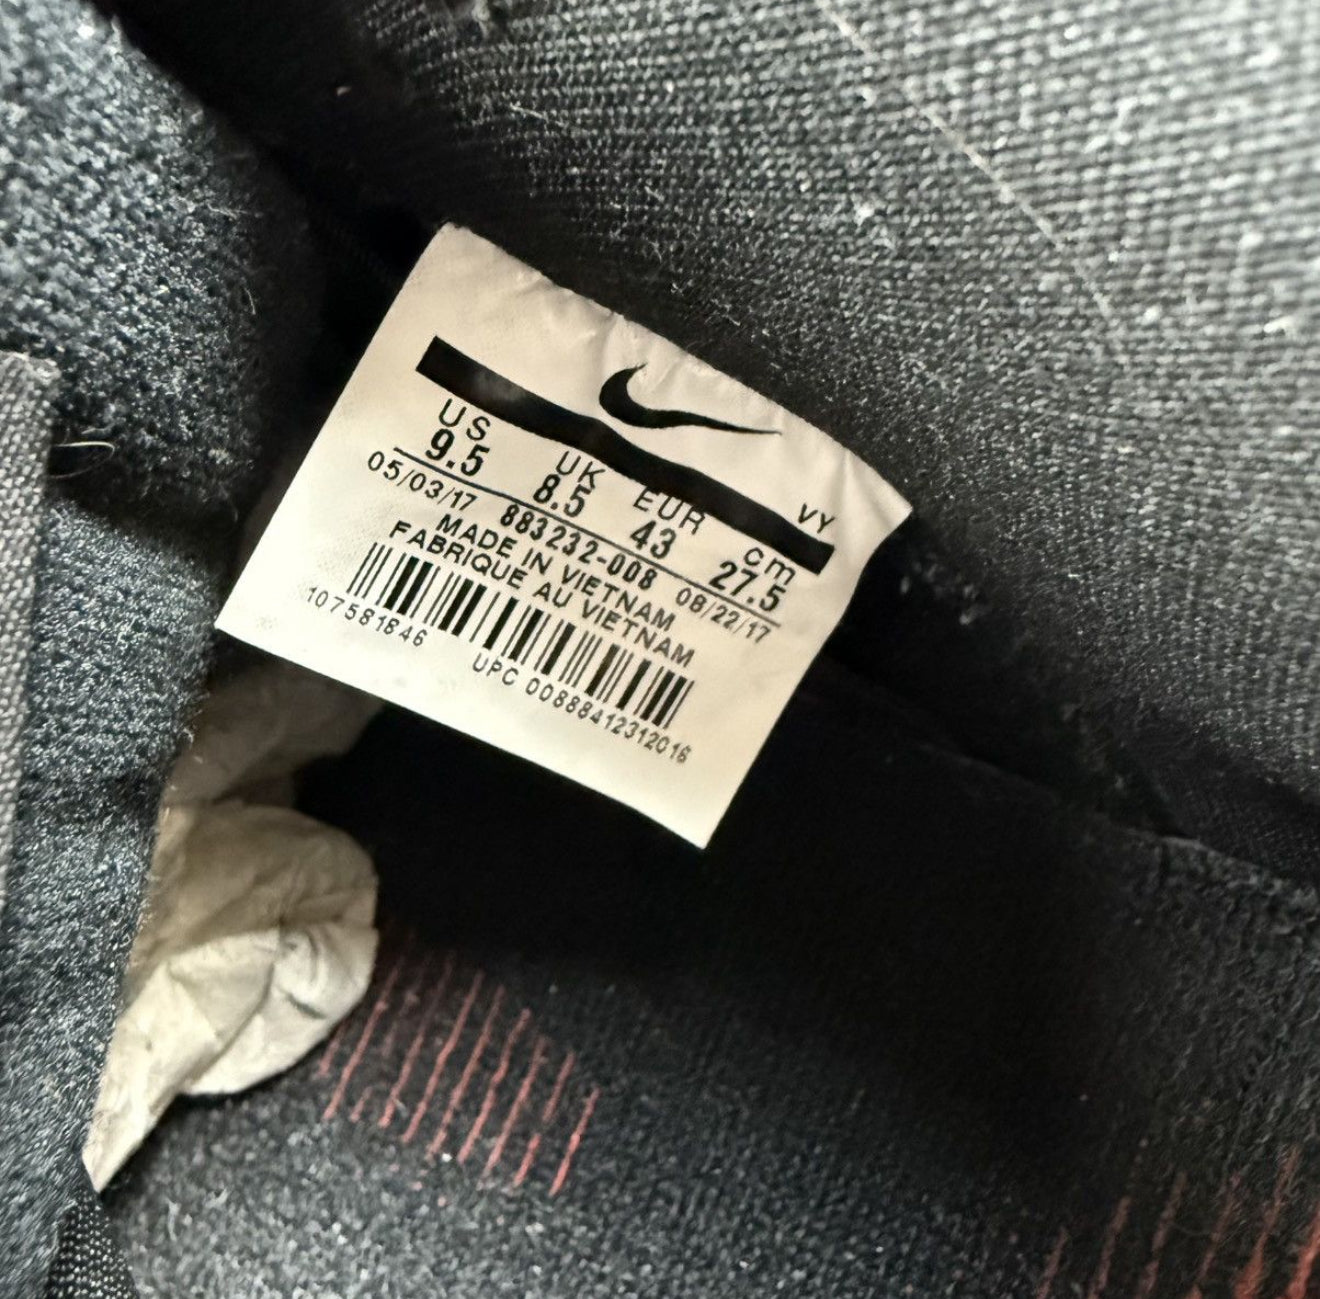 VY
US UK EUR cm
9.5 8.5 43 27.5
05/03/17 883232-008 08/22/17
MADE IN VIETNAM
FABRIQUE AU VIETNAM
107581846 UPC 00888412312016